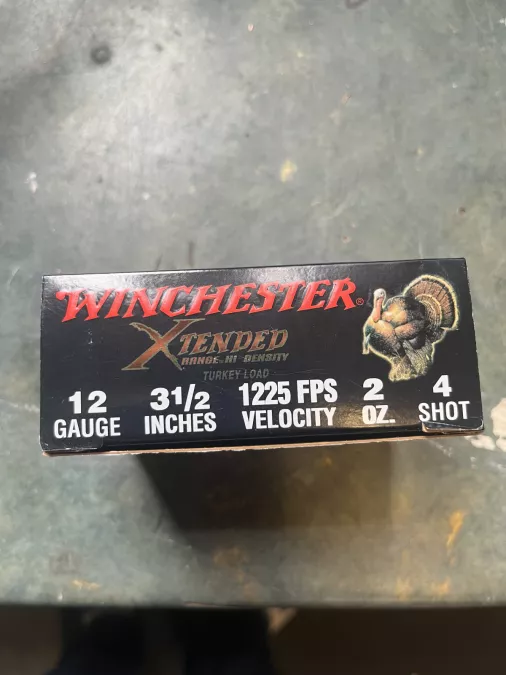 WINCHESTER®
XTENDED
RANGE HI-DENSITY
TURKEY LOAD
12 3 1/2 1225 FPS 2 4
GAUGE INCHES VELOCITY OZ. SHOT